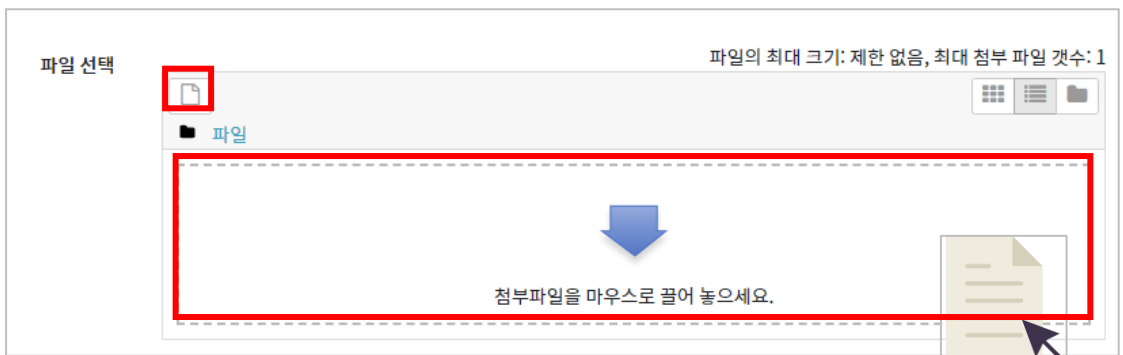 파일의 최대 크기: 제한 없음, 최대 첨부 파일 갯수: 1
파일 선택
파일
첨부파일을 마우스로 끌어 놓으세요.